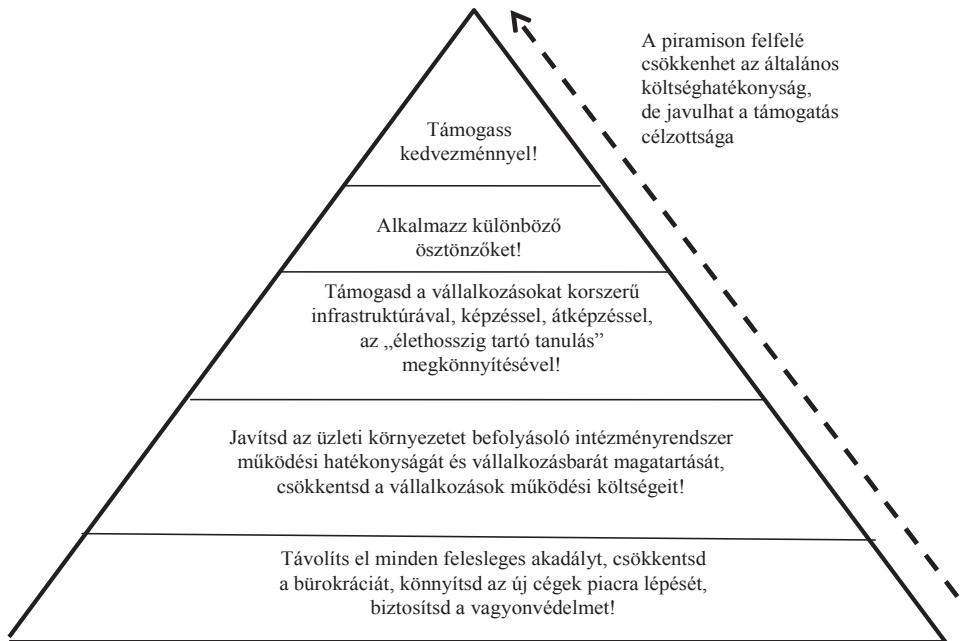 A piramison felfelé
csökkenhet az általános
költséghatékonyság,
de javulhat a támogatás
célzottsága
Támogass
kedvezménnyel!
Alkalmazz különböző
ösztönzőket!
Támogasd a vállalkozásokat korszerű
infrastruktúrával, képzéssel, átképzéssel,
az „élethosszig tartó tanulás”
megkönnyítésével!
Javítsd az üzleti környezetet befolyásoló intézményrendszer
működési hatékonyságát és vállalkozásbarát magatartását,
csökkentsd a vállalkozások működési költségeit!
Távolíts el minden felesleges akadályt, csökkentsd
a bürokráciát, könnyítsd az új cégek piacra lépését,
biztosítsd a vagyonvédelmet!